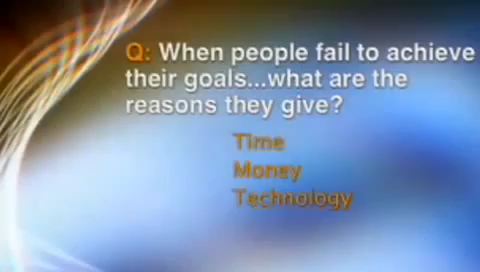 Q: When people fail to achieve
their goals...what are the
reasons they give?
Time
Money
Technology